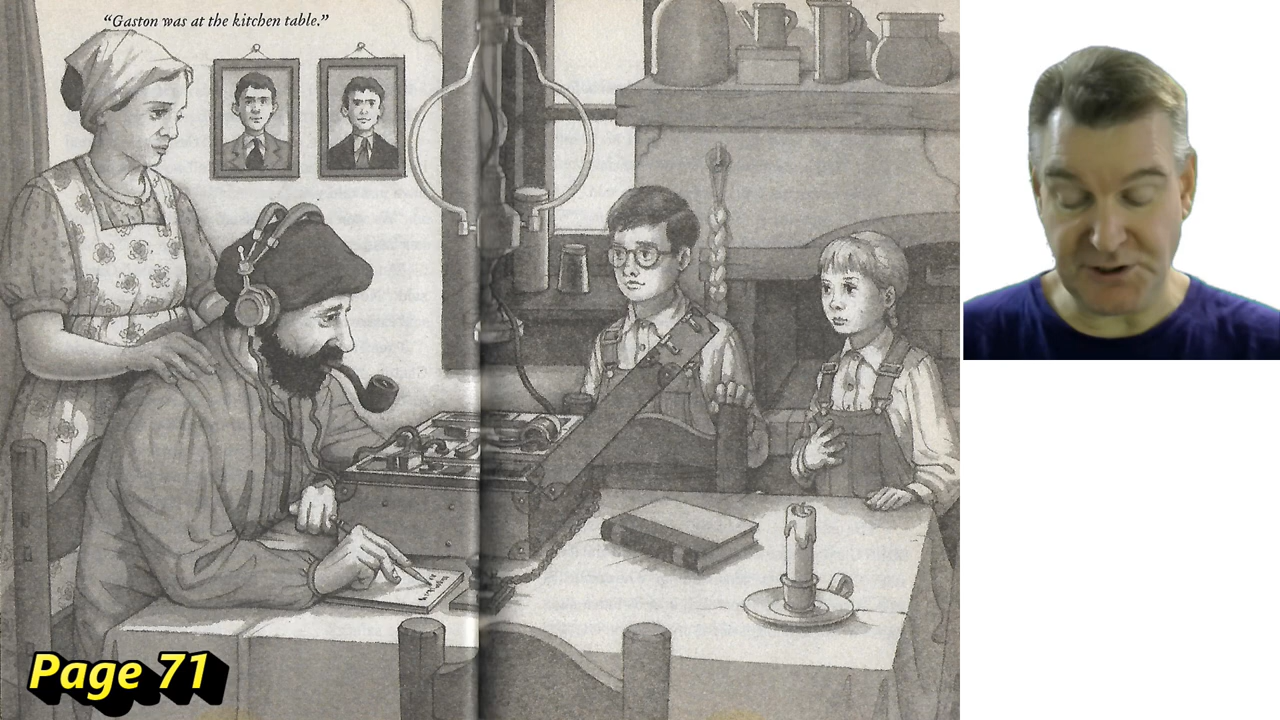 “Gaston was at the kitchen table.”
Page 71